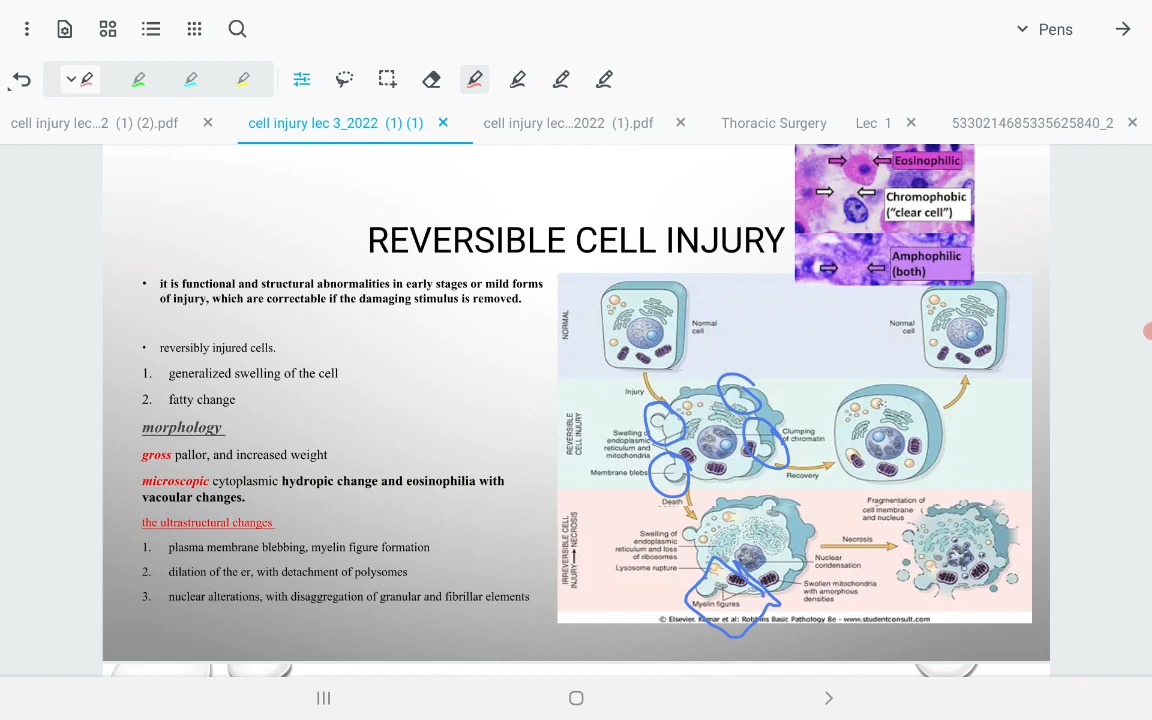 Pens
cell injury lec...2 (1) (2).pdf
cell injury lec 3_2022 (1) (1)
cell injury lec...2022 (1).pdf
Thoracic Surgery Lec 1
5330214685335625840_2
Eosinophilic
Chromophobic
("clear cell")
Amphophilic
(both)
REVERSIBLE CELL INJURY
• it is functional and structural abnormalities in early stages or mild forms
of injury, which are correctable if the damaging stimulus is removed.
• reversibly injured cells.
1. generalized swelling of the cell
2. fatty change
morphology
gross pallor, and increased weight
microscopic cytoplasmic hydropic change and eosinophilia with
vacoular changes.
the ultrastructural changes
1. plasma membrane blebbing, myelin figure formation
2. dilation of the er, with detachment of polysomes
3. nuclear alterations, with disaggregation of granular and fibrillar elements
NORMAL
Normal
cell
Normal
cell
REVERSIBLE
CELL INJURY
Injury
Swelling of
endoplasmic
reticulum and
mitochondria
Membrane blebs
Clumping
of chromatin
Recovery
Death
IRREVERSIBLE CELL
INJURY NECROSIS
Swelling of
endoplasmic
reticulum and loss
of ribosomes
Lysosome rupture
Myelin figures
Necrosis
Nuclear
condensation
Swollen mitochondria
with amorphous
densities
Fragmentation of
cell membrane
and nucleus
© Elsevier. Kumar et al: Robbins Basic Pathology 8e - www.studentconsult.com